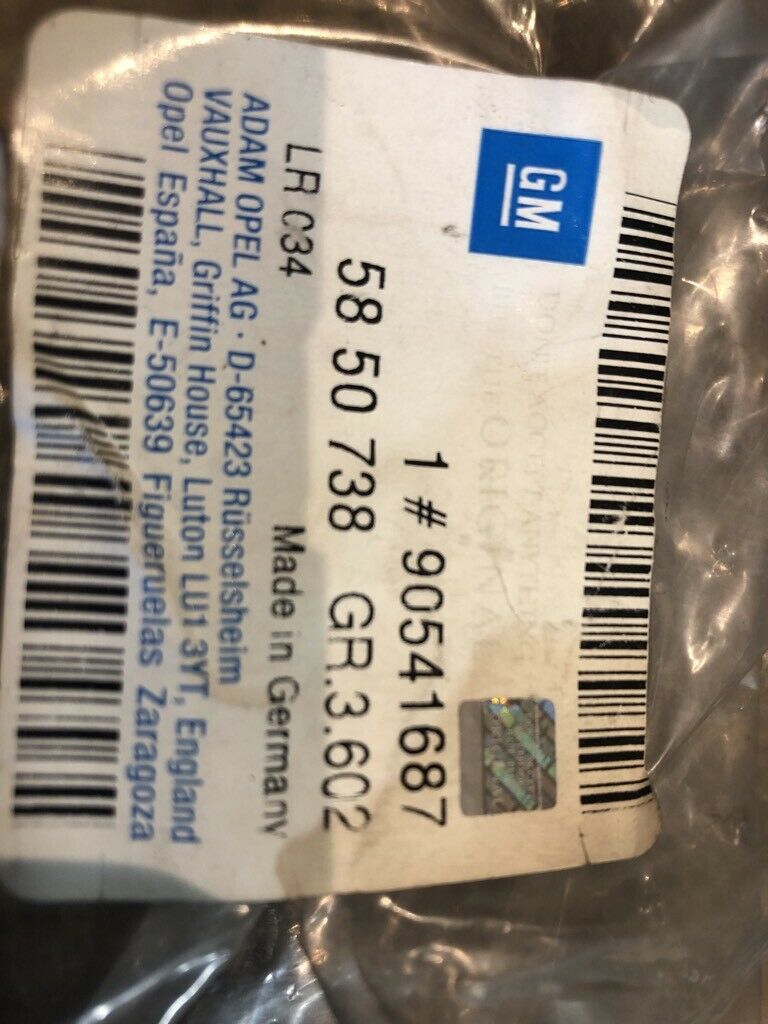 GM
1 # 90541687
58 50 738 GR.3.602
LR 034 Made in Germany
ADAM OPEL AG · D-65423 Rüsselsheim
VAUXHALL, Griffin House, Luton LU1 3YT, England
Opel España, E-50639 Figueruelas Zaragoza